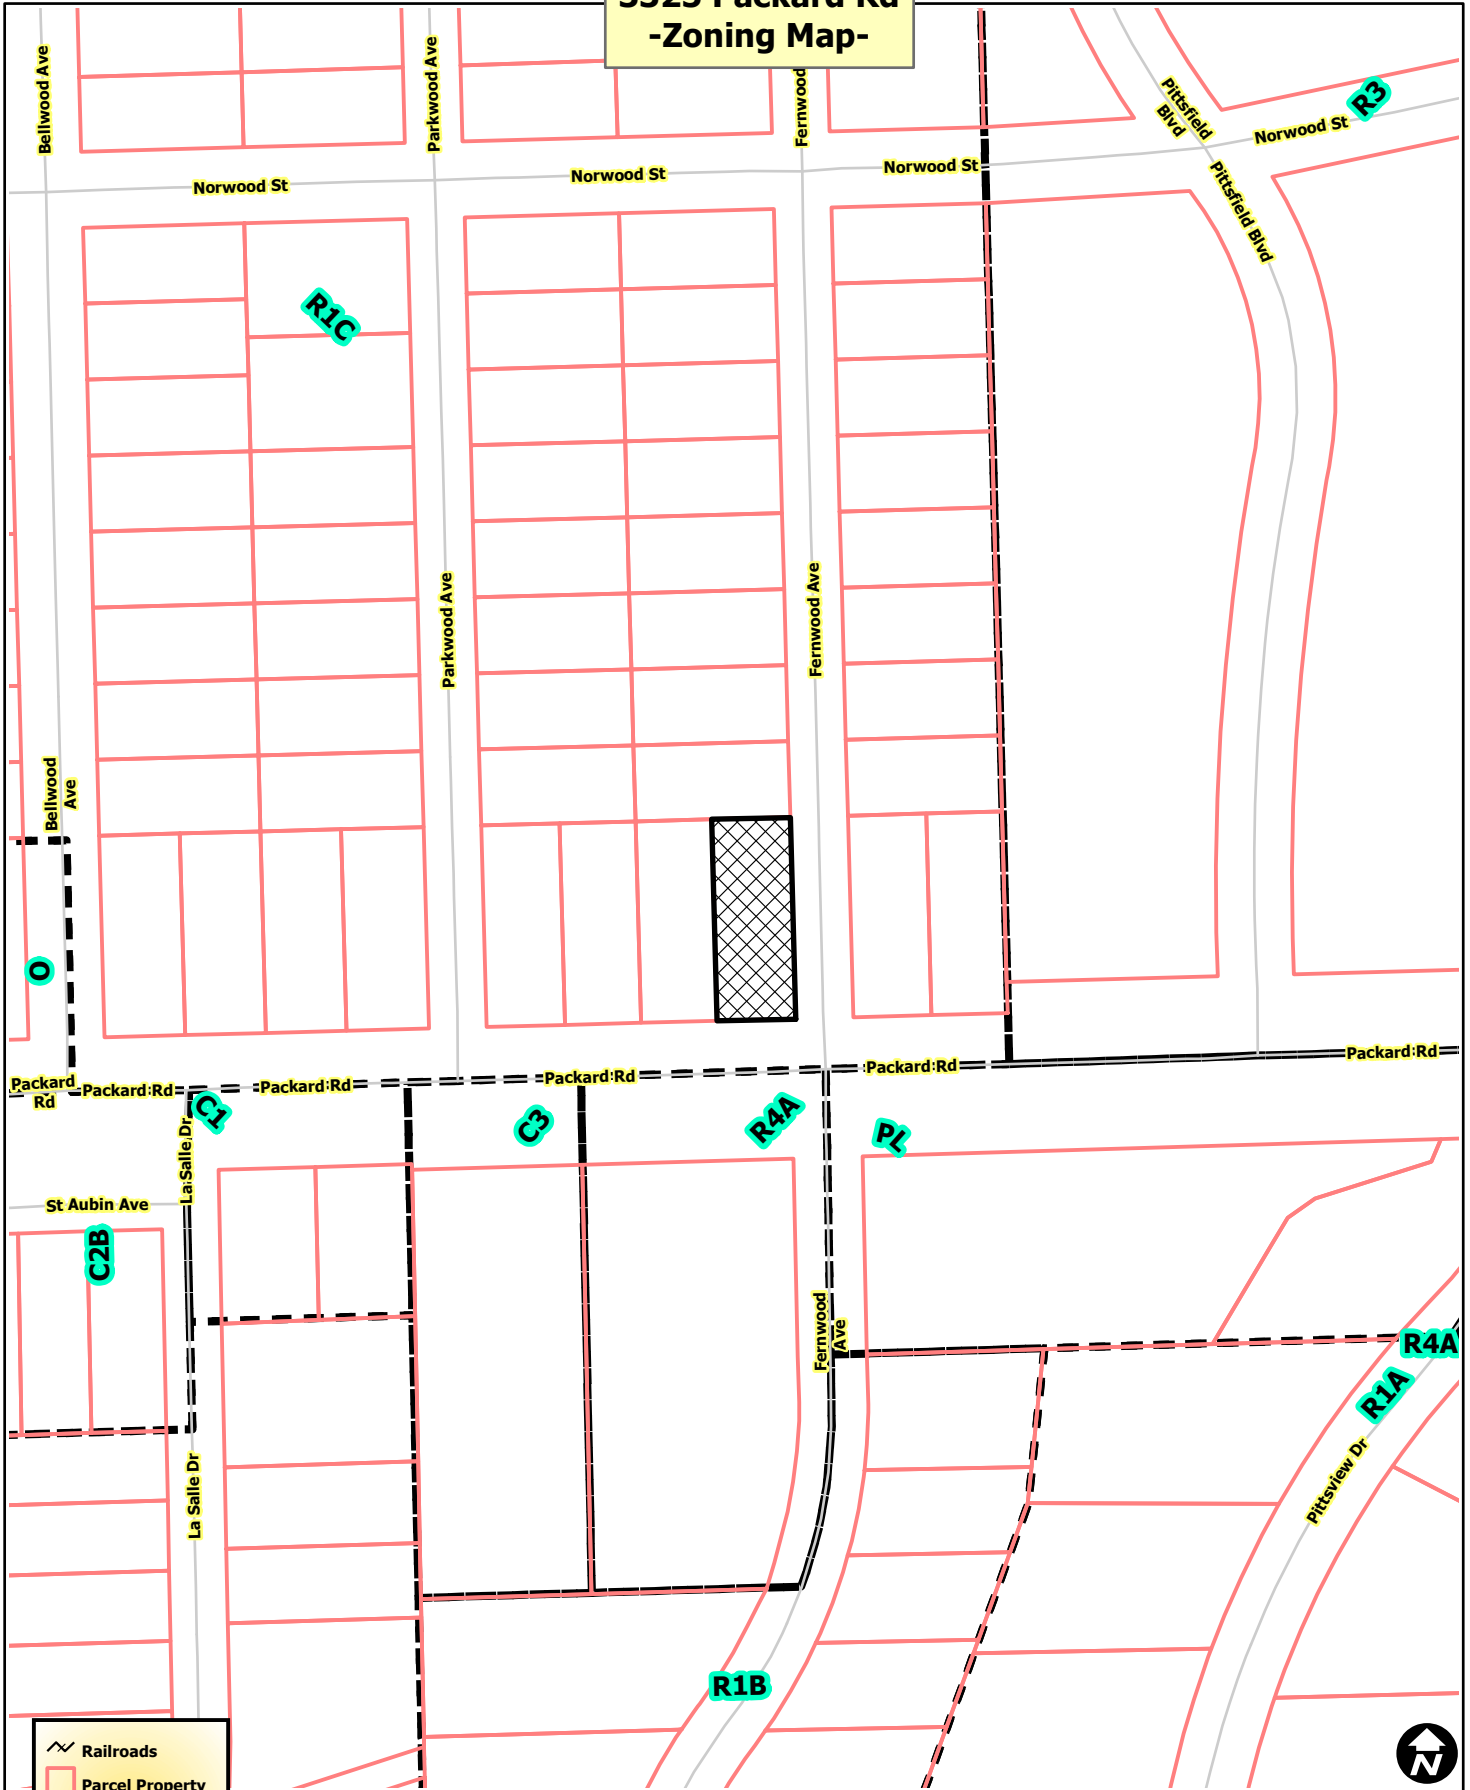 3325 Packard Rd
-Zoning Map-
Bellwood Ave
Parkwood Ave
Fernwood
Pittsfield
Blvd
R3
Norwood St
Norwood St
Norwood St
Norwood St
Pittsfield Blvd
R1C
Parkwood Ave
Fernwood Ave
Bellwood
Ave
O
Packard
Rd
Packard Rd
Packard Rd
Packard Rd
Packard Rd
Packard Rd
C1
C3
R4A
PL
La Salle Dr
St Aubin Ave
C2B
Fernwood
Ave
R4A
R1A
Pittsview Dr
La Salle Dr
R1B
Railroads
Parcel Property
N